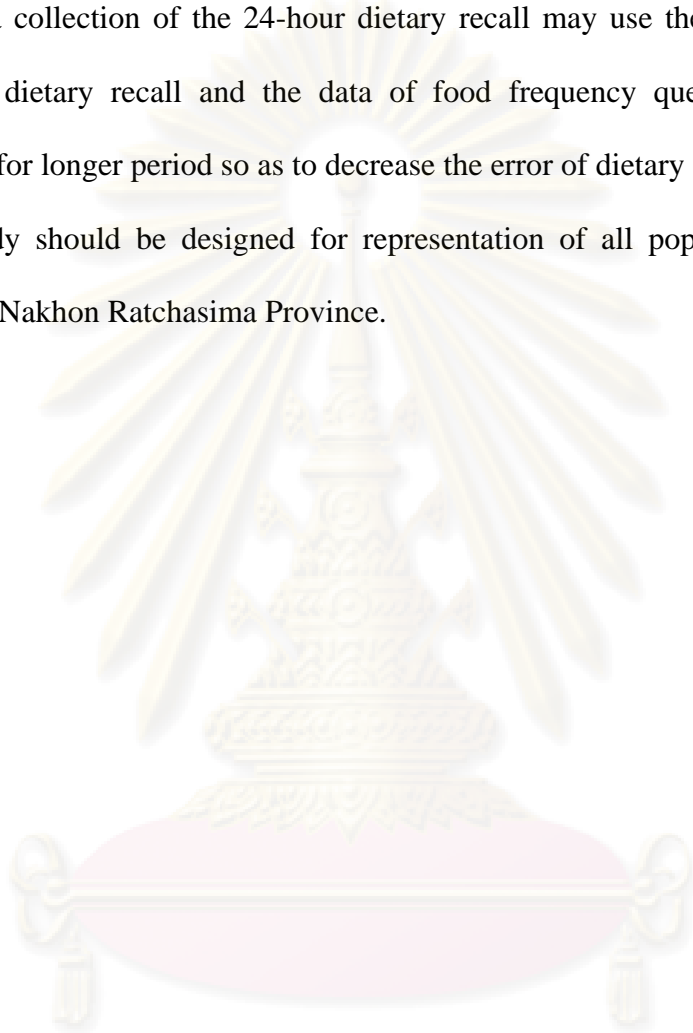 collection of the 24-hour dietary recall may use the
dietary recall and the data of food frequency que
for longer period so as to decrease the error of dietary
should be designed for representation of all pop
Nakhon Ratchasima Province.